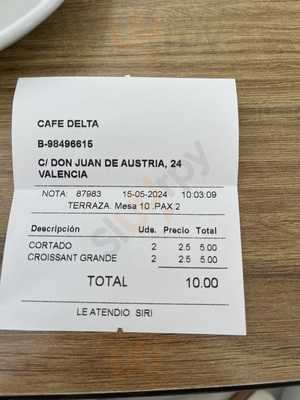 CAFE DELTA
B-98496615
C/ DON JUAN DE AUSTRIA, 24
VALENCIA
NOTA: 87983 15-05-2024 10:03:09
TERRAZA. Mesa 10 .PAX 2
Descripción Uds. Precio Total
CORTADO 2 2.5 5.00
CROISSANT GRANDE 2 2.5 5.00
TOTAL 10.00
LE ATENDIO SIRI